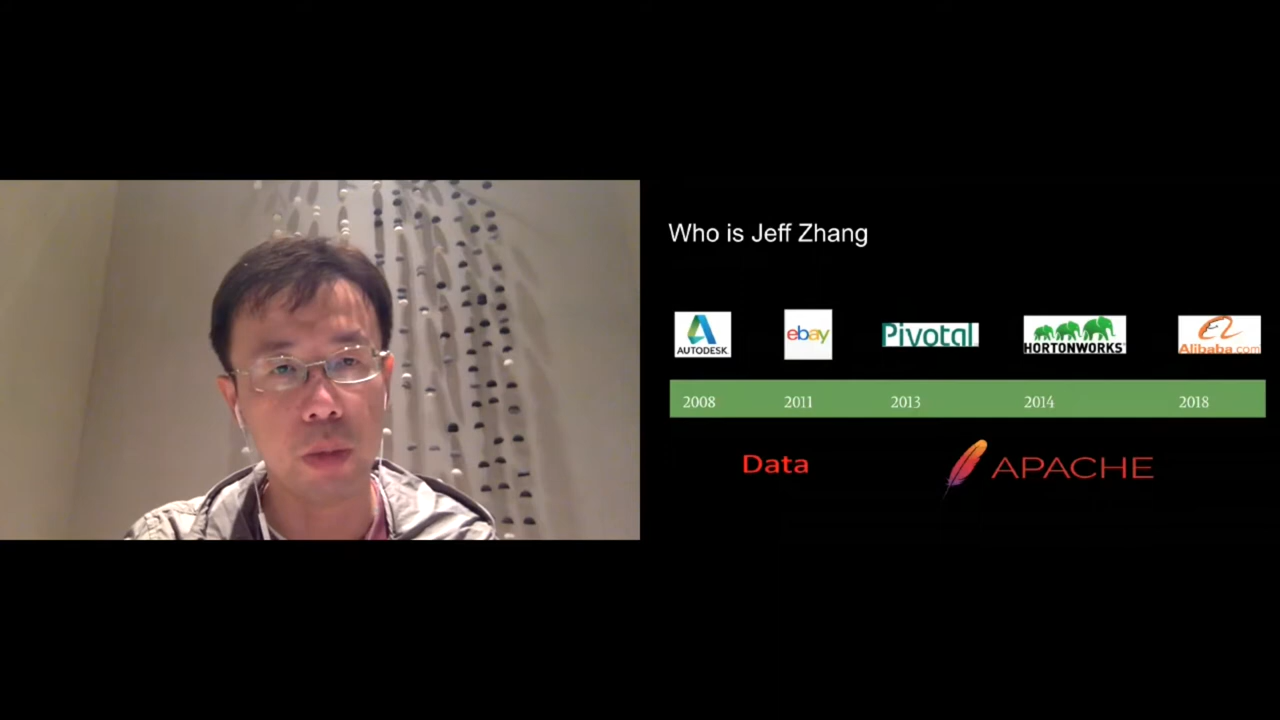 Who is Jeff Zhang
AUTODESK
ebay
Pivotal
HORTONWORKS
Alibaba.com
2008 2011 2013 2014 2018
Data
APACHE